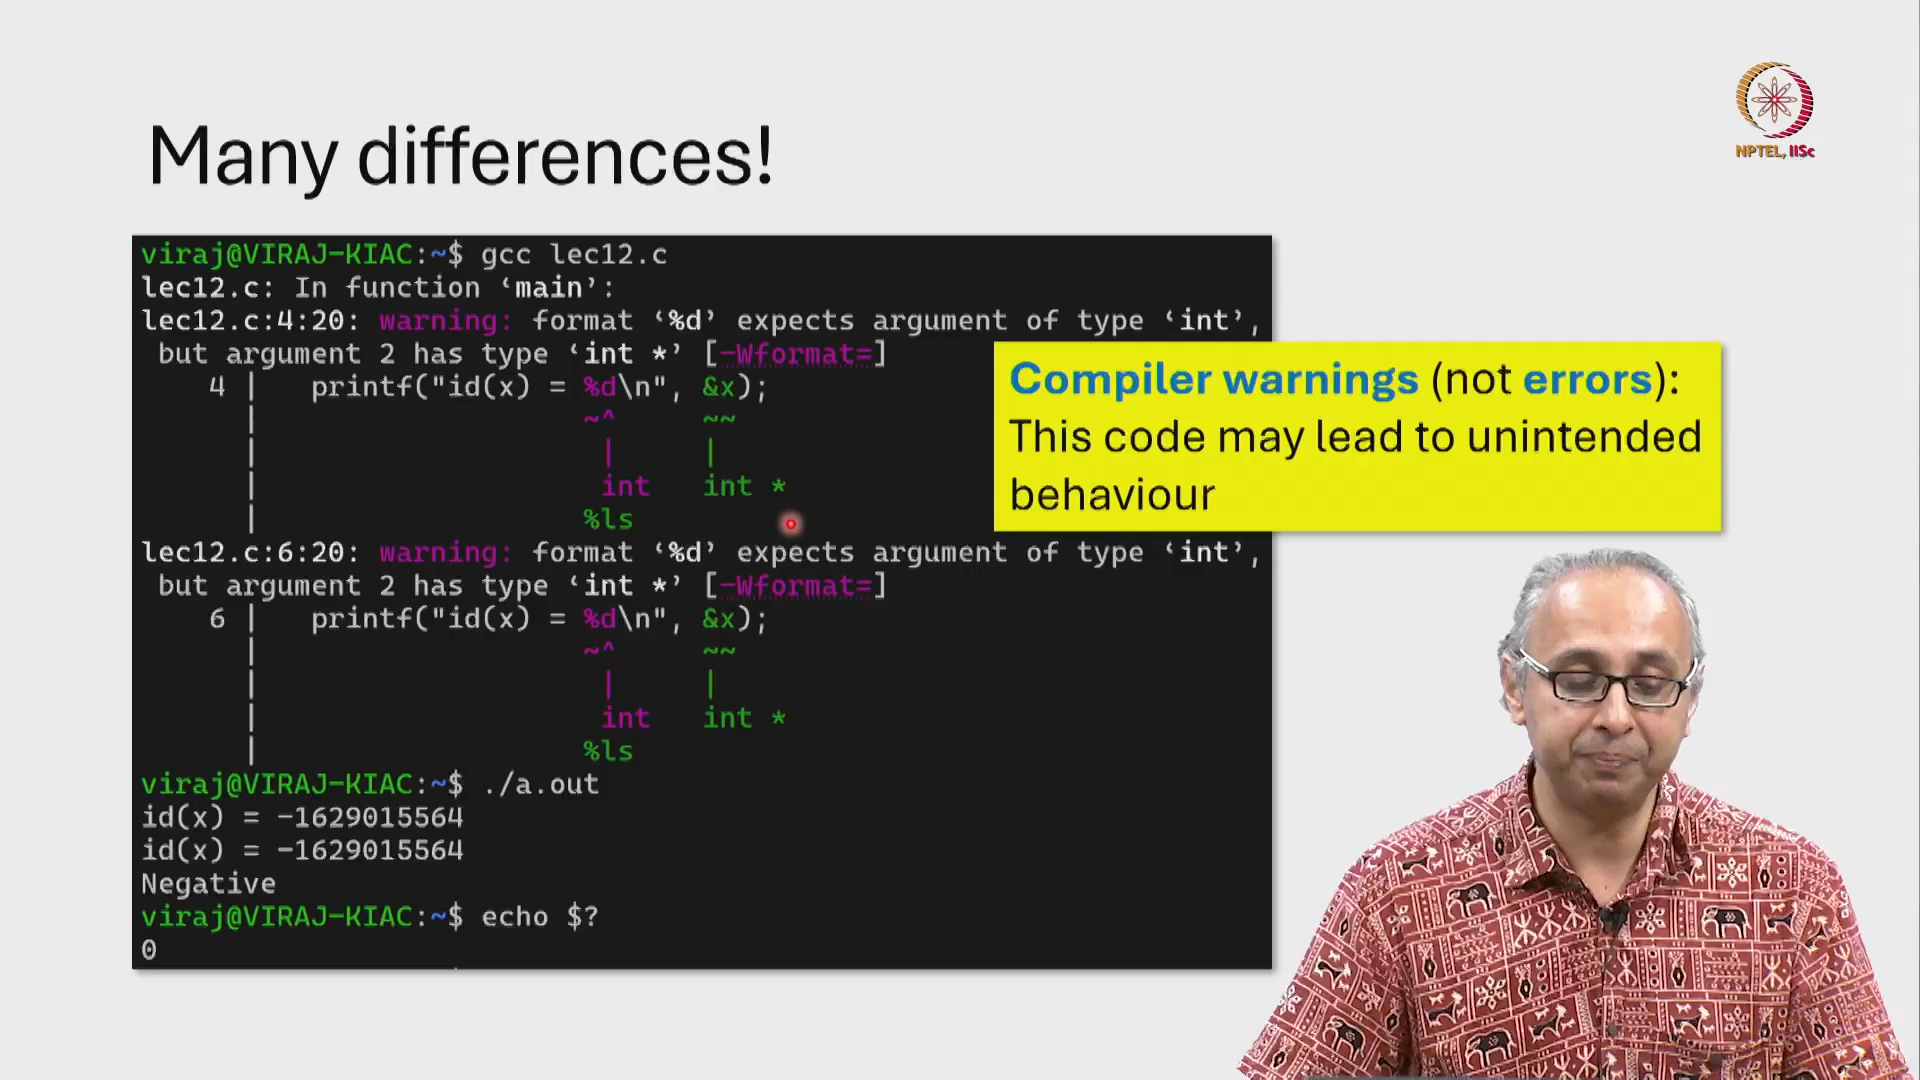 NPTEL, IISc
Many differences!
viraj@VIRAJ-KIAC:~$ gcc lec12.c
lec12.c: In function ‘main’:
lec12.c:4:20: warning: format ‘%d’ expects argument of type ‘int’,
but argument 2 has type ‘int *’ [-Wformat=]
4 |   printf("id(x) = %d\n", &x);
|                   ~^     ~~
|                    |     |
|                    int   int *
|                   %ls
lec12.c:6:20: warning: format ‘%d’ expects argument of type ‘int’,
but argument 2 has type ‘int *’ [-Wformat=]
6 |   printf("id(x) = %d\n", &x);
|                   ~^     ~~
|                    |     |
|                    int   int *
|                   %ls
viraj@VIRAJ-KIAC:~$ ./a.out
id(x) = -1629015564
id(x) = -1629015564
Negative
viraj@VIRAJ-KIAC:~$ echo $?
0
Compiler warnings (not errors):
This code may lead to unintended
behaviour